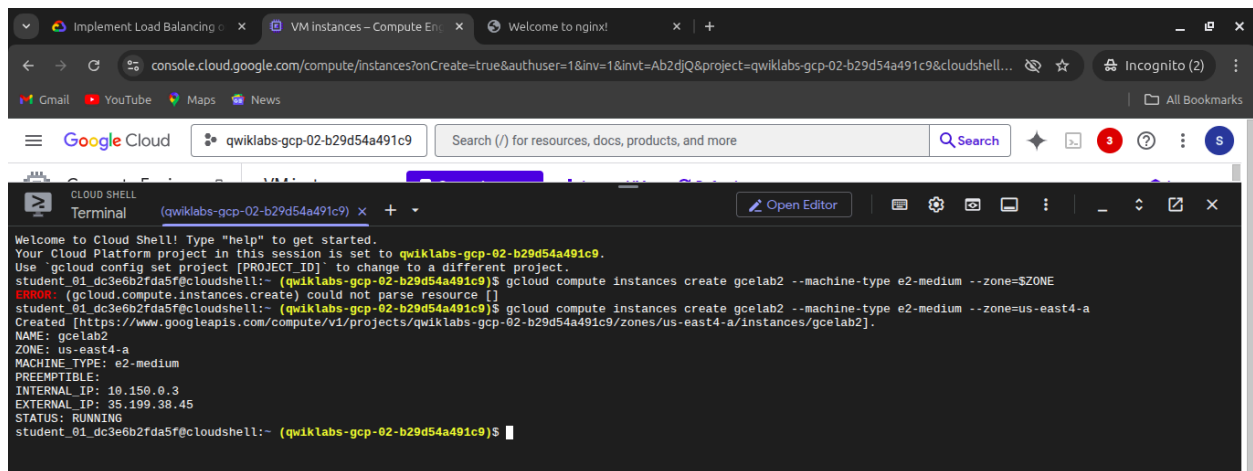 Implement Load Balancing o
VM instances – Compute Eng
Welcome to nginx!
console.cloud.google.com/compute/instances?onCreate=true&authuser=1&inv=1&invt=Ab2djQ&project=qwiklabs-gcp-02-b29d54a491c9&cloudshell...
Incognito (2)
Gmail YouTube Maps News
All Bookmarks
Google Cloud
qwiklabs-gcp-02-b29d54a491c9
Search (/) for resources, docs, products, and more
Search
3
S
CLOUD SHELL
Terminal
(qwiklabs-gcp-02-b29d54a491c9)
Open Editor
Welcome to Cloud Shell! Type "help" to get started.
Your Cloud Platform project in this session is set to qwiklabs-gcp-02-b29d54a491c9.
Use `gcloud config set project [PROJECT_ID]` to change to a different project.
student_01_dc3e6b2fda5f@cloudshell:~ (qwiklabs-gcp-02-b29d54a491c9)$ gcloud compute instances create gcelab2 --machine-type e2-medium --zone=$ZONE
ERROR: (gcloud.compute.instances.create) could not parse resource []
student_01_dc3e6b2fda5f@cloudshell:~ (qwiklabs-gcp-02-b29d54a491c9)$ gcloud compute instances create gcelab2 --machine-type e2-medium --zone=us-east4-a
Created [https://www.googleapis.com/compute/v1/projects/qwiklabs-gcp-02-b29d54a491c9/zones/us-east4-a/instances/gcelab2].
NAME: gcelab2
ZONE: us-east4-a
MACHINE_TYPE: e2-medium
PREEMPTIBLE:
INTERNAL_IP: 10.150.0.3
EXTERNAL_IP: 35.199.38.45
STATUS: RUNNING
student_01_dc3e6b2fda5f@cloudshell:~ (qwiklabs-gcp-02-b29d54a491c9)$